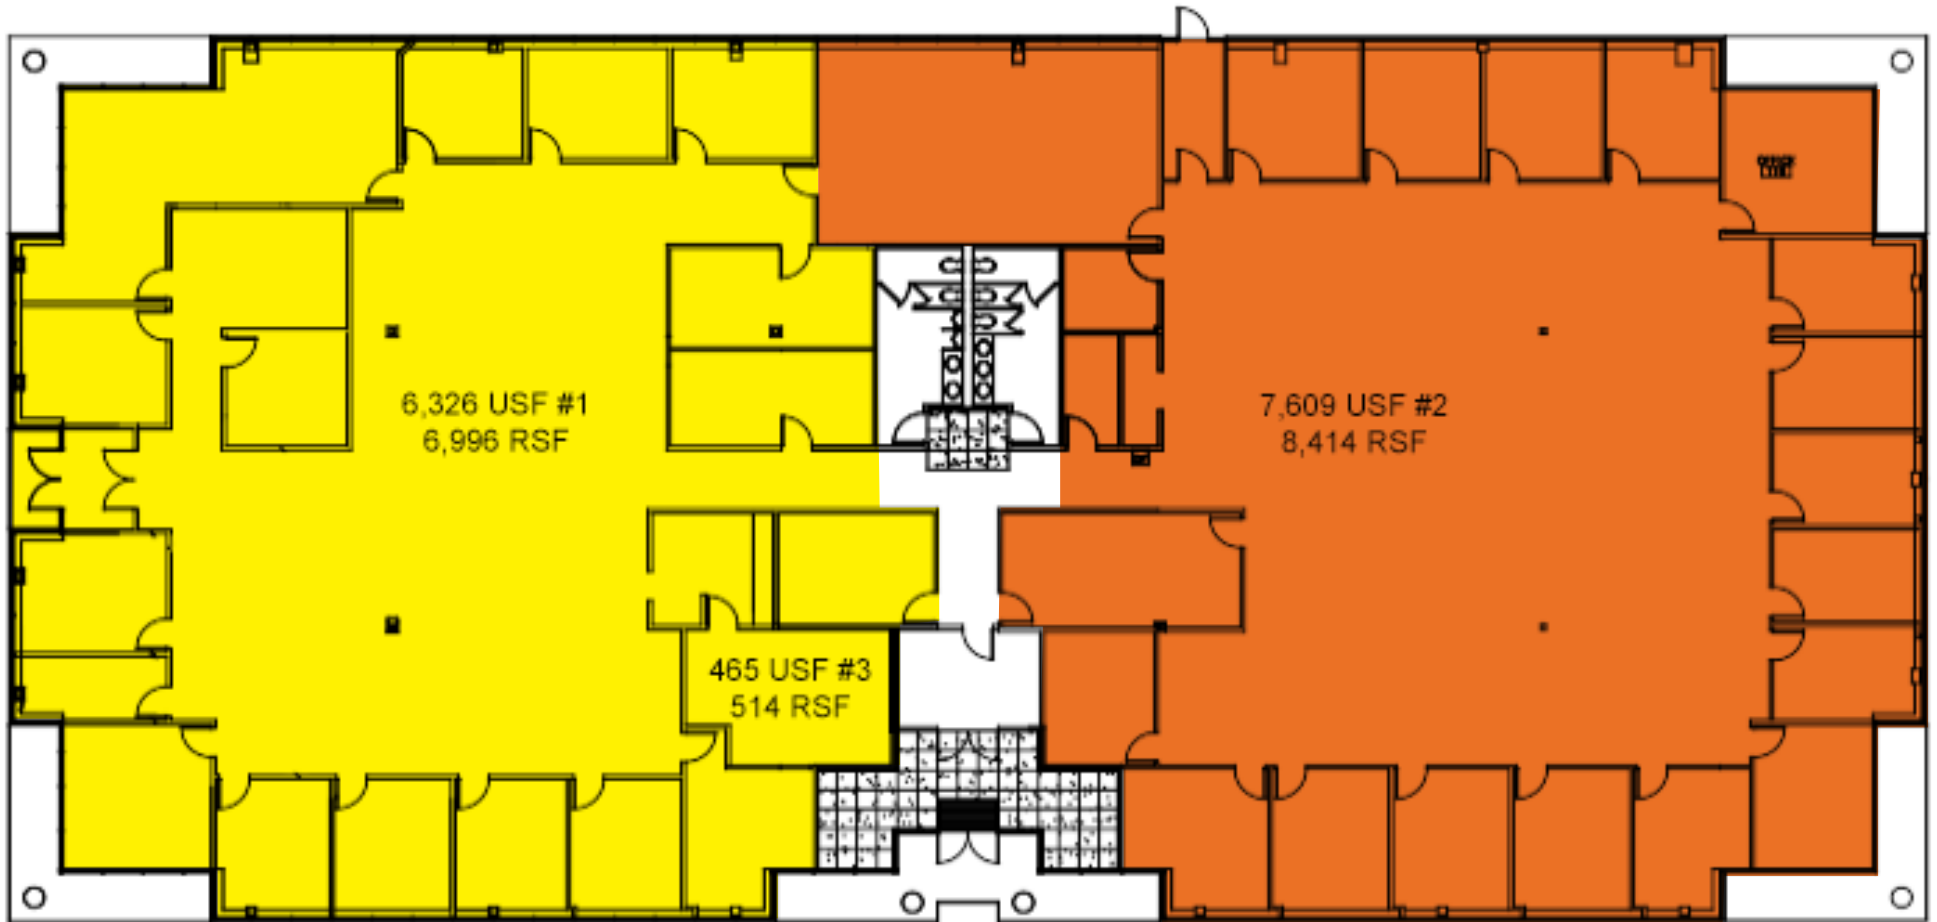 6,326 USF #1
6,996 RSF
7,609 USF #2
8,414 RSF
465 USF #3
514 RSF